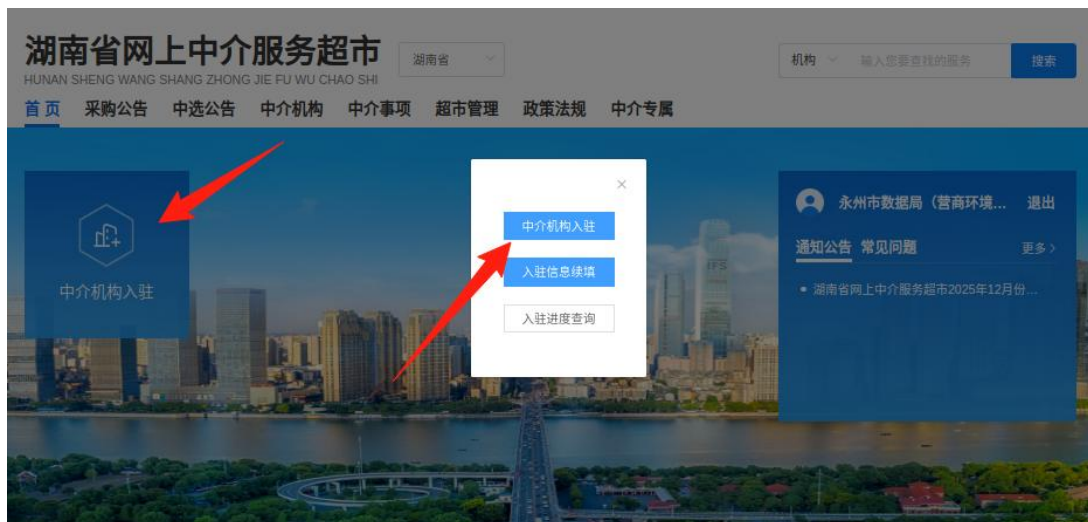 湖南省网上中介服务超市
HUNAN SHENG WANG SHANG ZHONG JIE FU WU CHAO SHI
湖南省
机构 输入您要查找的服务 搜索
首页 采购公告 中选公告 中介机构 中介事项 超市管理 政策法规 中介专属
中介机构入驻
中介机构入驻
入驻信息续填
入驻进度查询
永州市数据局（营商环境... 退出
通知公告 常见问题 更多>
• 湖南省网上中介服务超市2025年12月份...
IFS